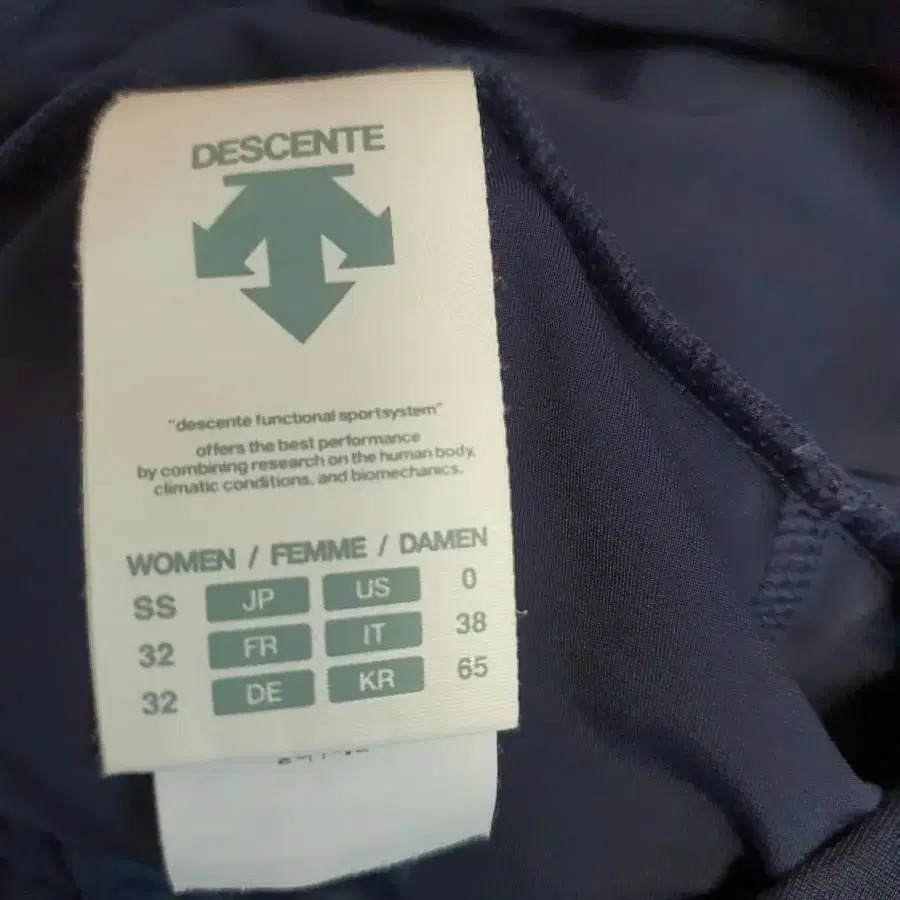 DESCENTE
"descente functional sportsystem"
offers the best performance
by combining research on the human body,
climatic conditions, and biomechanics.
WOMEN / FEMME / DAMEN
SS JP US 0
32 FR IT 38
32 DE KR 65